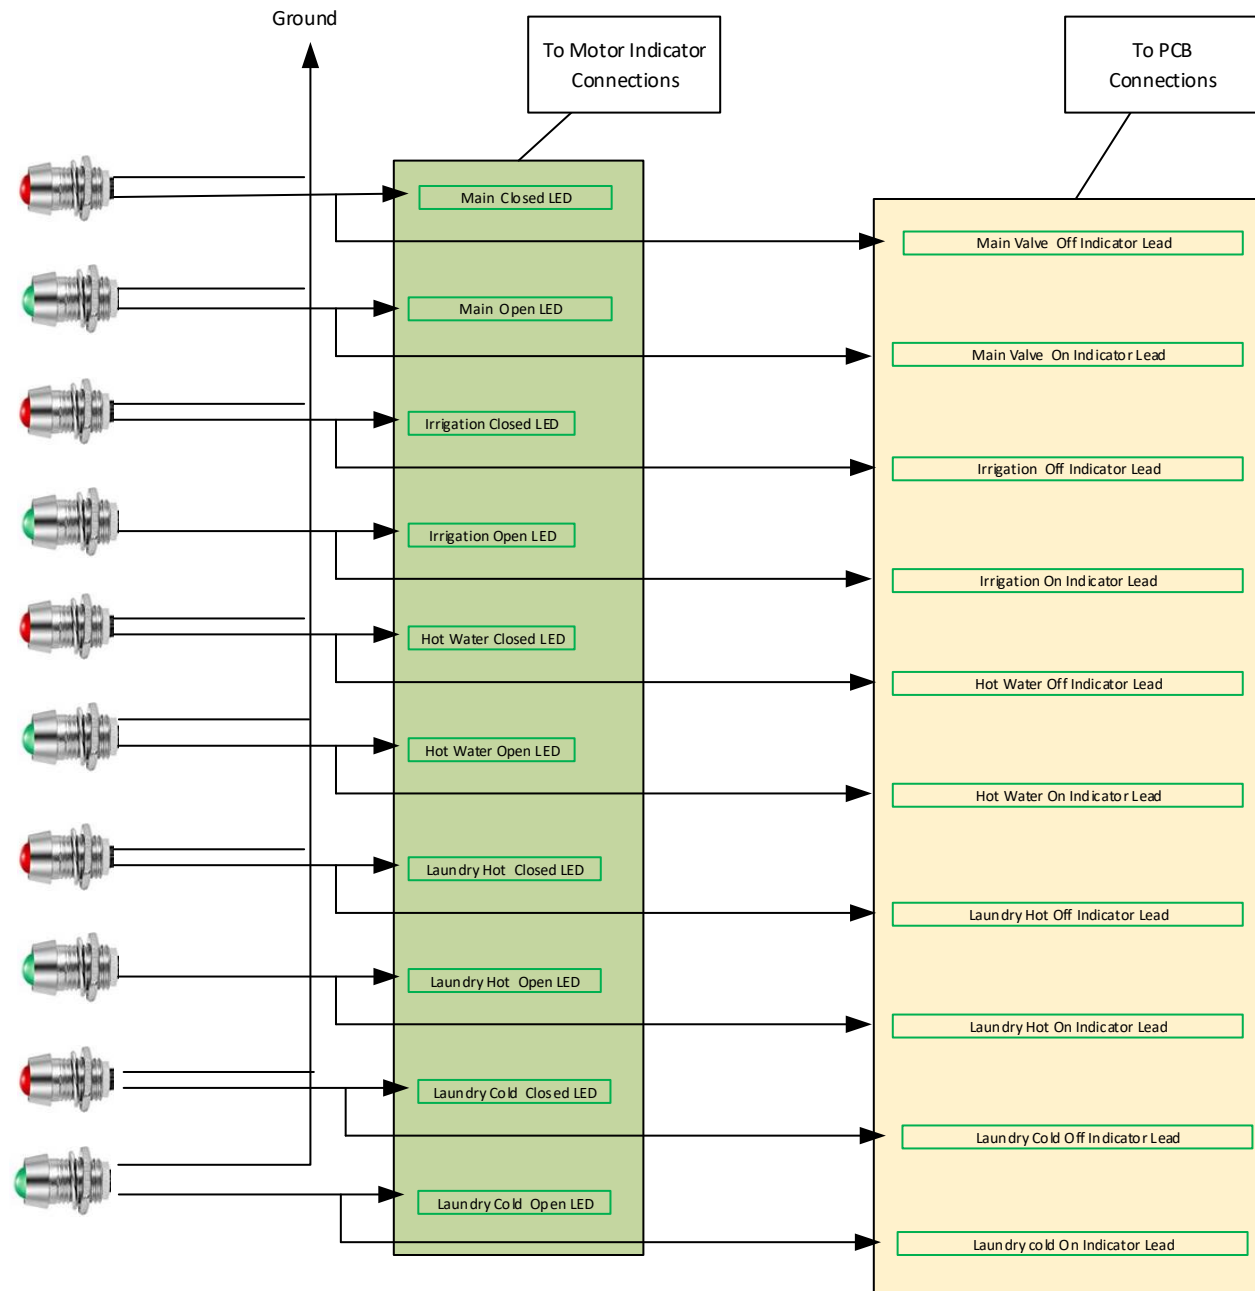 Ground
To Motor Indicator
Connections
To PCB
Connections
Main Closed LED
Main Valve Off Indicator Lead
Main Open LED
Main Valve On Indicator Lead
Irrigation Closed LED
Irrigation Off Indicator Lead
Irrigation Open LED
Irrigation On Indicator Lead
Hot Water Closed LED
Hot Water Off Indicator Lead
Hot Water Open LED
Hot Water On Indicator Lead
Laundry Hot Closed LED
Laundry Hot Off Indicator Lead
Laundry Hot Open LED
Laundry Hot On Indicator Lead
Laundry Cold Closed LED
Laundry Cold Off Indicator Lead
Laundry Cold Open LED
Laundry cold On Indicator Lead